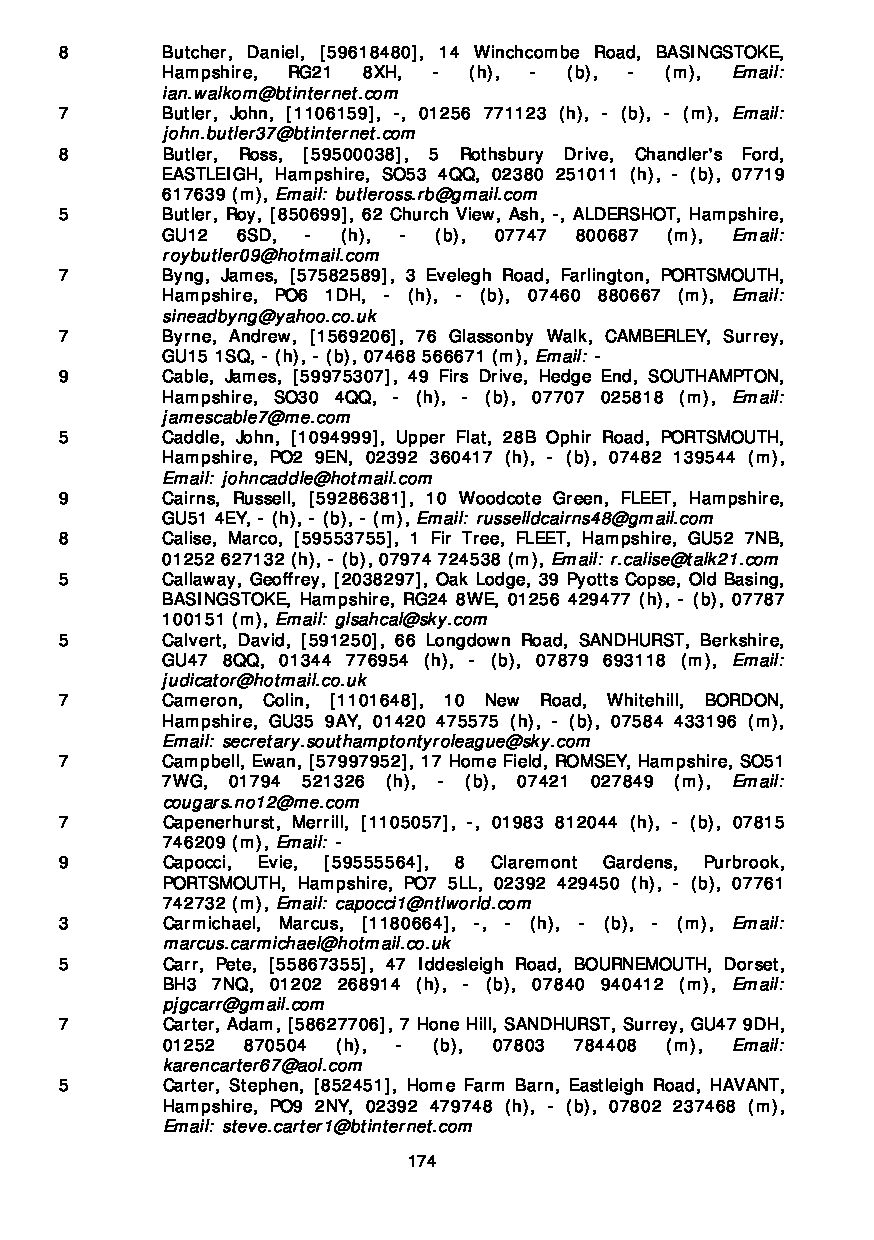 8 Butcher, Daniel, [59618480], 14 Winchcombe Road, BASINGSTOKE,
Hampshire, RG21 8XH, - (h), - (b), - (m), Email:
ian.walkom@btinternet.com
7 Butler, John, [1106159], -, 01256 771123 (h), - (b), - (m), Email:
john.butler37@btinternet.com
8 Butler, Ross, [59500038], 5 Rothsbury Drive, Chandler's Ford,
EASTLEIGH, Hampshire, SO53 4QQ, 02380 251011 (h), - (b), 07719
617639 (m), Email: butleross.rb@gmail.com
5 Butler, Roy, [850699], 62 Church View, Ash, -, ALDERSHOT, Hampshire,
GU12 6SD, - (h), - (b), 07747 800687 (m), Email:
roybutler09@hotmail.com
7 Byng, James, [57582589], 3 Evelegh Road, Farlington, PORTSMOUTH,
Hampshire, PO6 1DH, - (h), - (b), 07460 880667 (m), Email:
sineadbyng@yahoo.co.uk
7 Byrne, Andrew, [1569206], 76 Glassonby Walk, CAMBERLEY, Surrey,
GU15 1SQ, - (h), - (b), 07468 566671 (m), Email: -
9 Cable, James, [59975307], 49 Firs Drive, Hedge End, SOUTHAMPTON,
Hampshire, SO30 4QQ, - (h), - (b), 07707 025818 (m), Email:
jamescable7@me.com
5 Caddle, John, [1094999], Upper Flat, 28B Ophir Road, PORTSMOUTH,
Hampshire, PO2 9EN, 02392 360417 (h), - (b), 07482 139544 (m),
Email: johncaddle@hotmail.com
9 Cairns, Russell, [59286381], 10 Woodcote Green, FLEET, Hampshire,
GU51 4EY, - (h), - (b), - (m), Email: russelldcairns48@gmail.com
8 Calise, Marco, [59553755], 1 Fir Tree, FLEET, Hampshire, GU52 7NB,
01252 627132 (h), - (b), 07974 724538 (m), Email: r.calise@talk21.com
5 Callaway, Geoffrey, [2038297], Oak Lodge, 39 Pyotts Copse, Old Basing,
BASINGSTOKE, Hampshire, RG24 8WE, 01256 429477 (h), - (b), 07787
100151 (m), Email: glsahcal@sky.com
5 Calvert, David, [591250], 66 Longdown Road, SANDHURST, Berkshire,
GU47 8QQ, 01344 776954 (h), - (b), 07879 693118 (m), Email:
judicator@hotmail.co.uk
7 Cameron, Colin, [1101648], 10 New Road, Whitehill, BORDON,
Hampshire, GU35 9AY, 01420 475575 (h), - (b), 07584 433196 (m),
Email: secretary.southamptontyroleague@sky.com
7 Campbell, Ewan, [57997952], 17 Home Field, ROMSEY, Hampshire, SO51
7WG, 01794 521326 (h), - (b), 07421 027849 (m), Email:
cougars.no12@me.com
7 Capenerhurst, Merrill, [1105057], -, 01983 812044 (h), - (b), 07815
746209 (m), Email: -
9 Capocci, Evie, [59555564], 8 Claremont Gardens, Purbrook,
PORTSMOUTH, Hampshire, PO7 5LL, 02392 429450 (h), - (b), 07761
742732 (m), Email: capocci1@ntlworld.com
3 Carmichael, Marcus, [1180664], -, - (h), - (b), - (m), Email:
marcus.carmichael@hotmail.co.uk
5 Carr, Pete, [55867355], 47 Iddesleigh Road, BOURNEMOUTH, Dorset,
BH3 7NQ, 01202 268914 (h), - (b), 07840 940412 (m), Email:
pjgcarr@gmail.com
7 Carter, Adam, [58627706], 7 Hone Hill, SANDHURST, Surrey, GU47 9DH,
01252 870504 (h), - (b), 07803 784408 (m), Email:
karencarter67@aol.com
5 Carter, Stephen, [852451], Home Farm Barn, Eastleigh Road, HAVANT,
Hampshire, PO9 2NY, 02392 479748 (h), - (b), 07802 237468 (m),
Email: steve.carter1@btinternet.com
174